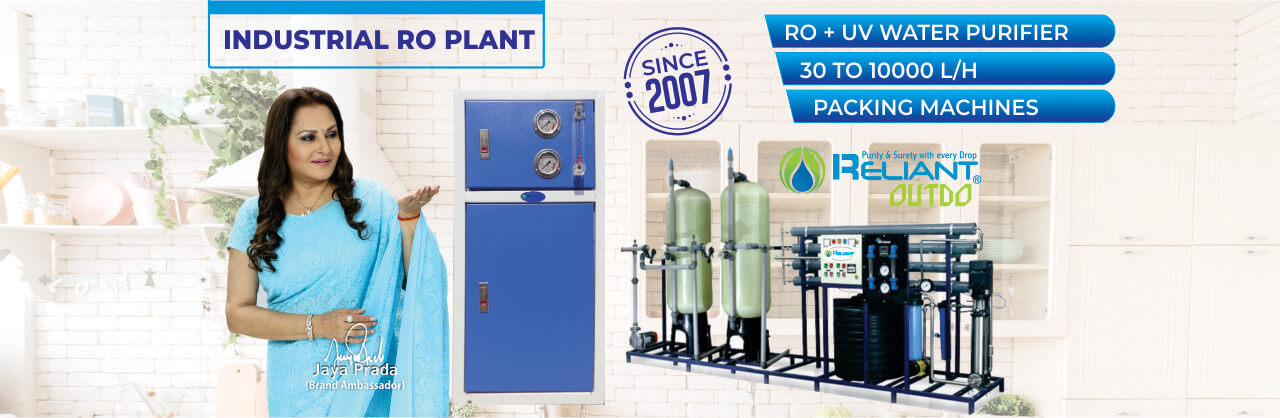 INDUSTRIAL RO PLANT
SINCE
2007
RO + UV WATER PURIFIER
30 TO 10000 L/H
PACKING MACHINES
Purity & Surety with every Drop
RELIANT®
OUTDO
RELIANT
Jaya Prada
(Brand Ambassador)